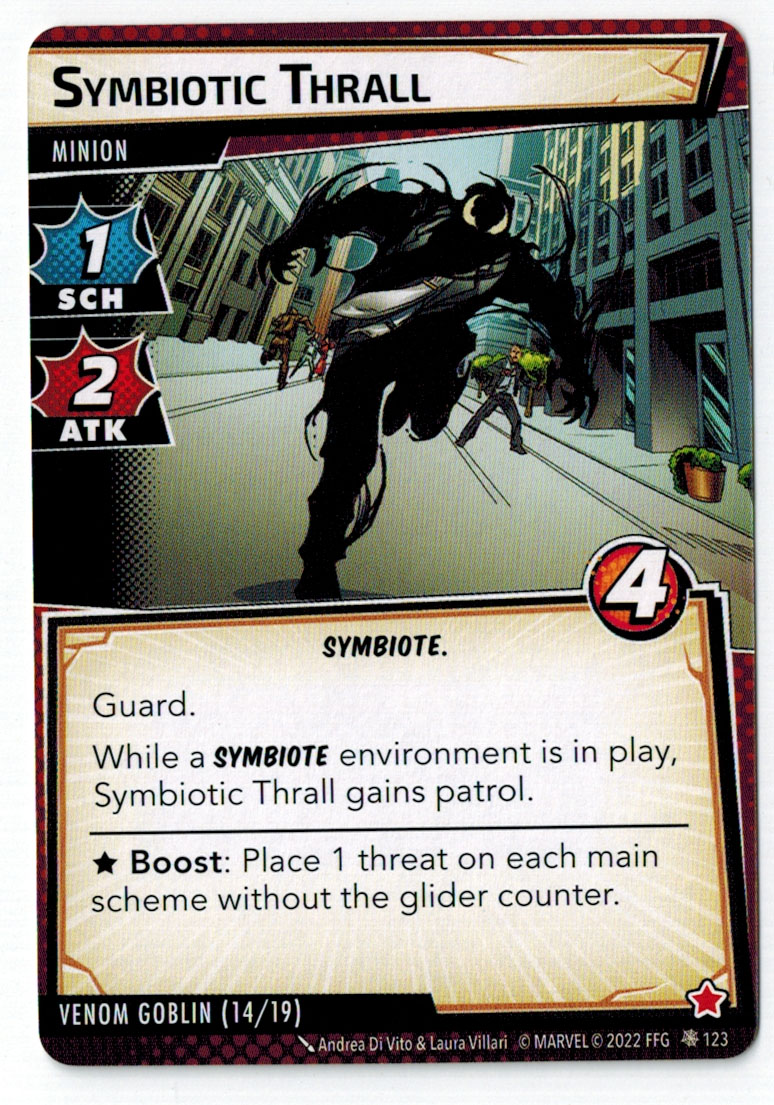 SYMBIOTIC THRALL
MINION
1
SCH
2
ATK
4
SYMBIOTE.
Guard.
While a SYMBIOTE environment is in play,
Symbiotic Thrall gains patrol.
★ Boost: Place 1 threat on each main
scheme without the glider counter.
VENOM GOBLIN (14/19)
Andrea Di Vito & Laura Villari © MARVEL © 2022 FFG 123